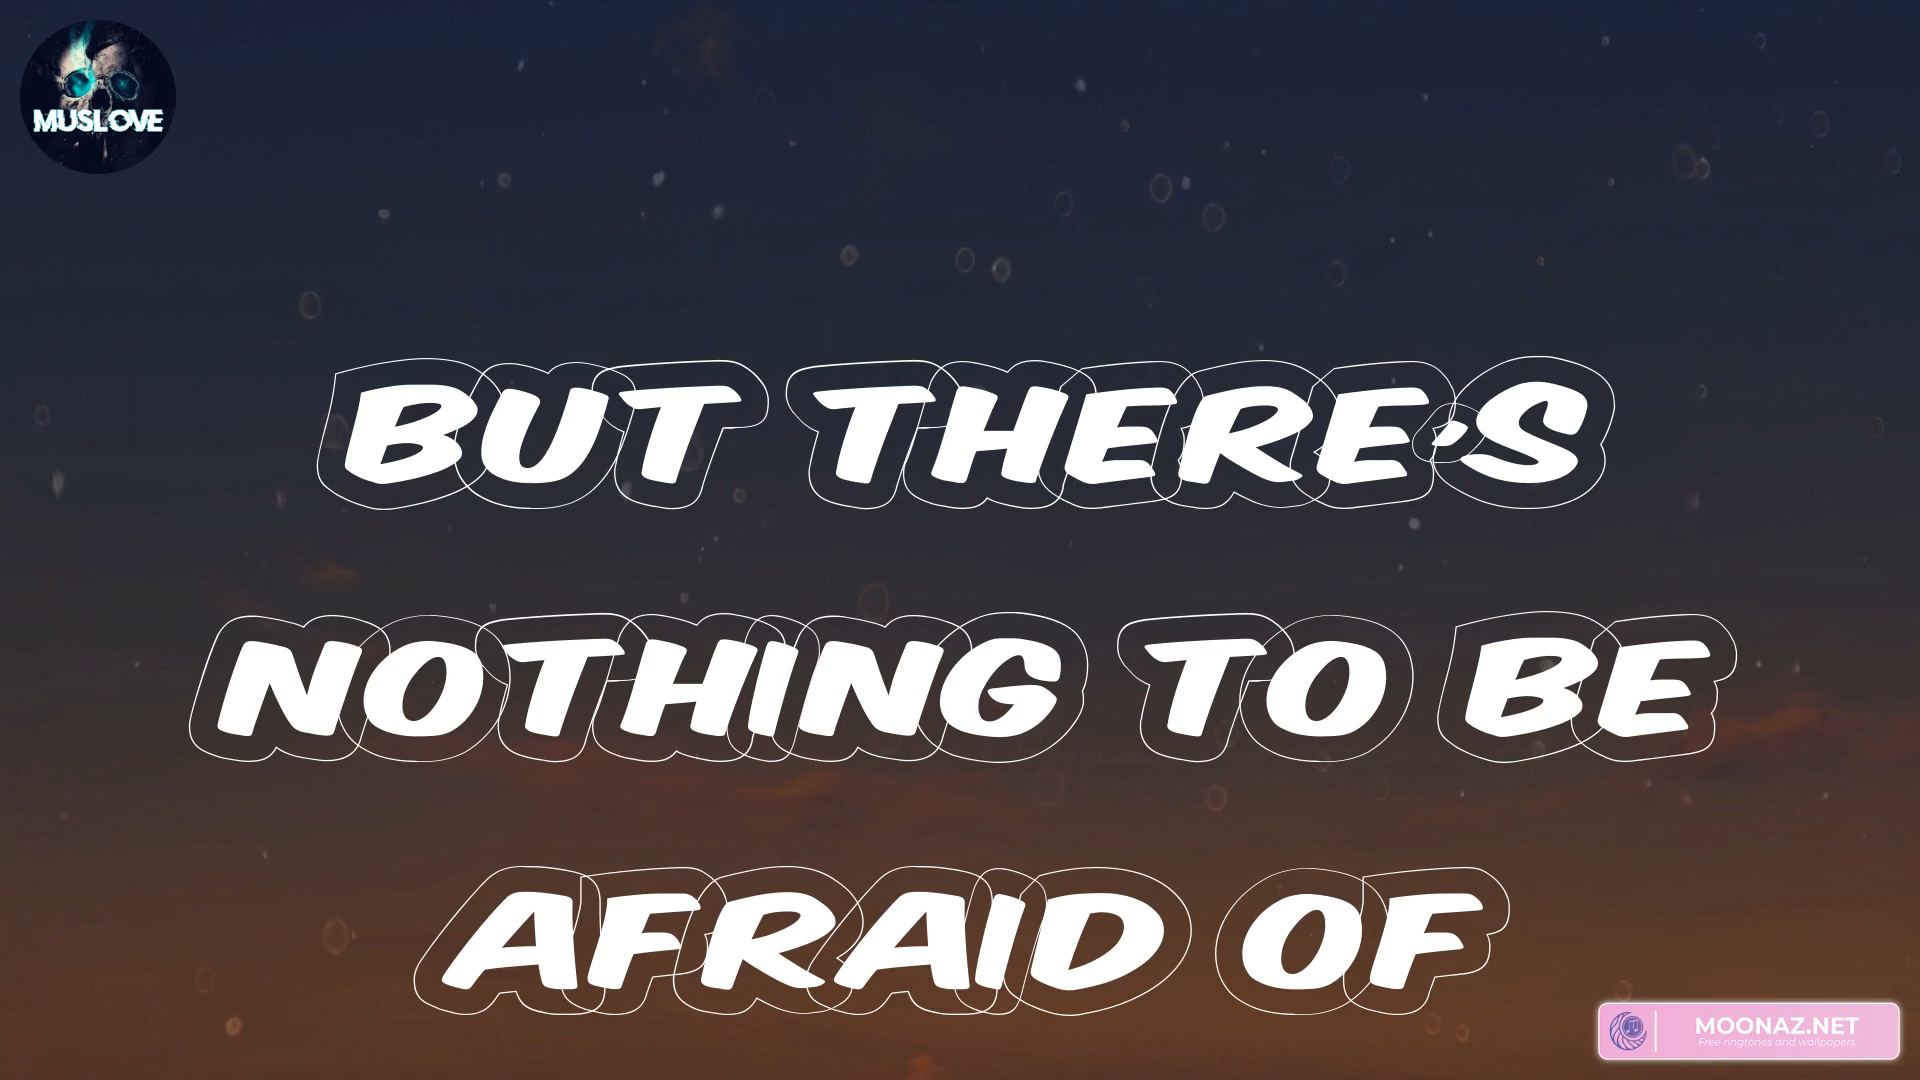 MUSLOVE
BUT THERE'S
NOTHING TO BE
AFRAID OF
MOONAZ.NET
Free ringtones and wallpapers